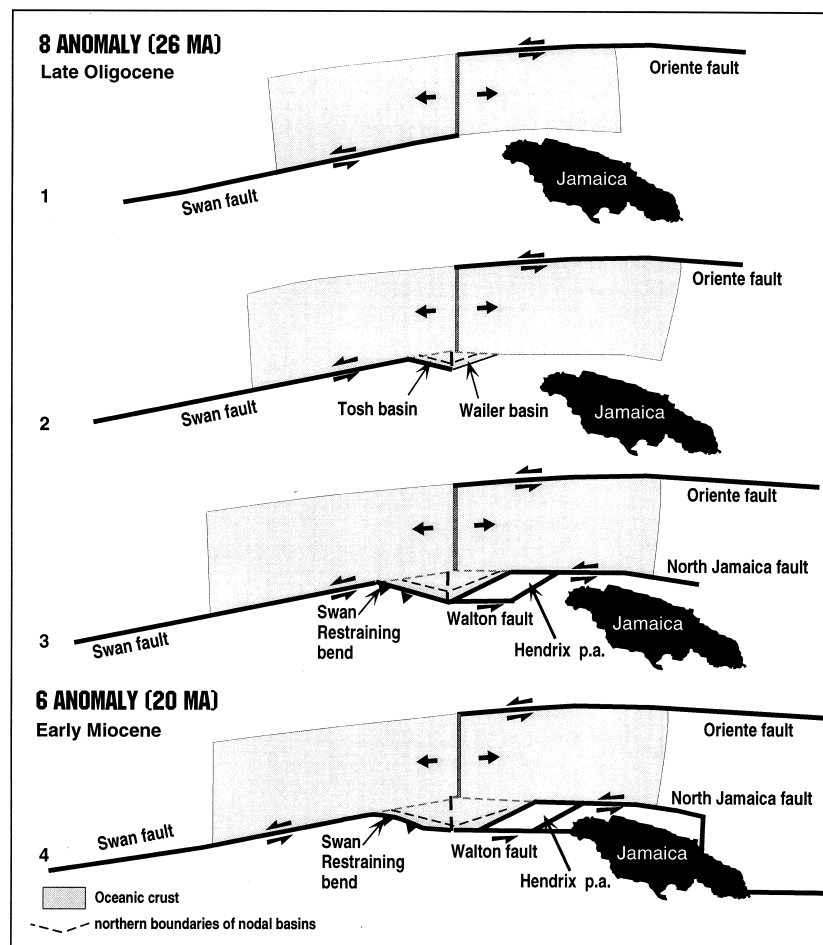 8 ANOMALY (26 MA)
Late Oligocene
Oriente fault
Jamaica
1
Swan fault
Oriente fault
Tosh basin
Wailer basin
Jamaica
Swan fault
2
Oriente fault
North Jamaica fault
Swan
Restraining
bend
Walton fault
Hendrix p.a.
Jamaica
Swan fault
3
6 ANOMALY (20 MA)
Early Miocene
Oriente fault
North Jamaica fault
Swan fault
Swan
Restraining
bend
Walton fault
Hendrix p.a.
Jamaica
4
Oceanic crust
northern boundaries of nodal basins